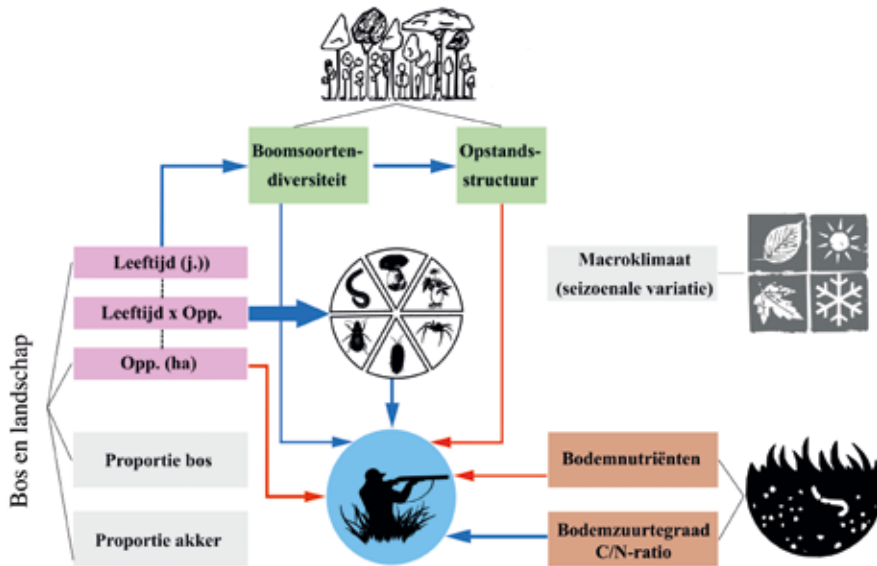 Boomsoorten-
diversiteit
Opstands-
structuur
Leeftijd (j.))
Leeftijd x Opp.
Opp. (ha)
Macroklimaat
(seizoenale variatie)
Bos en landschap
Proportie bos
Proportie akker
Bodemnutriënten
Bodemzuurtegraad
C/N-ratio